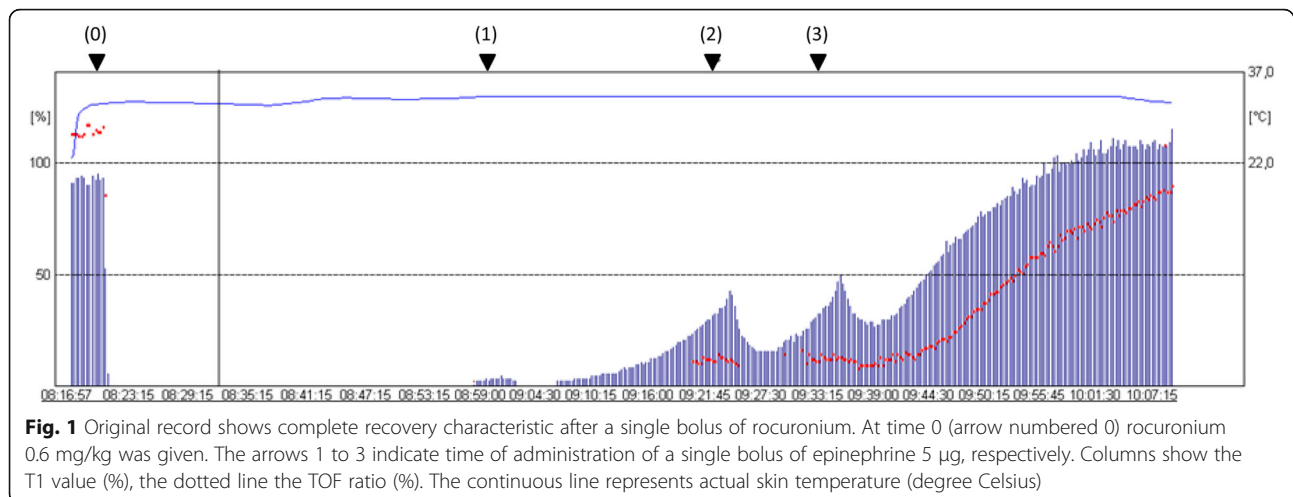 (0) (1) (2) (3)
37,0
[%] [°C]
100 22,0
50
0
08:16:57 08:23:15 08:29:15 08:35:15 08:41:15 08:47:15 08:53:15 08:59:00 09:04:30 09:10:15 09:16:00 09:21:45 09:27:30 09:33:15 09:39:00 09:44:30 09:50:15 09:55:45 10:01:30 10:07:15
Fig. 1 Original record shows complete recovery characteristic after a single bolus of rocuronium. At time 0 (arrow numbered 0) rocuronium
0.6 mg/kg was given. The arrows 1 to 3 indicate time of administration of a single bolus of epinephrine 5 μg, respectively. Columns show the
T1 value (%), the dotted line the TOF ratio (%). The continuous line represents actual skin temperature (degree Celsius)